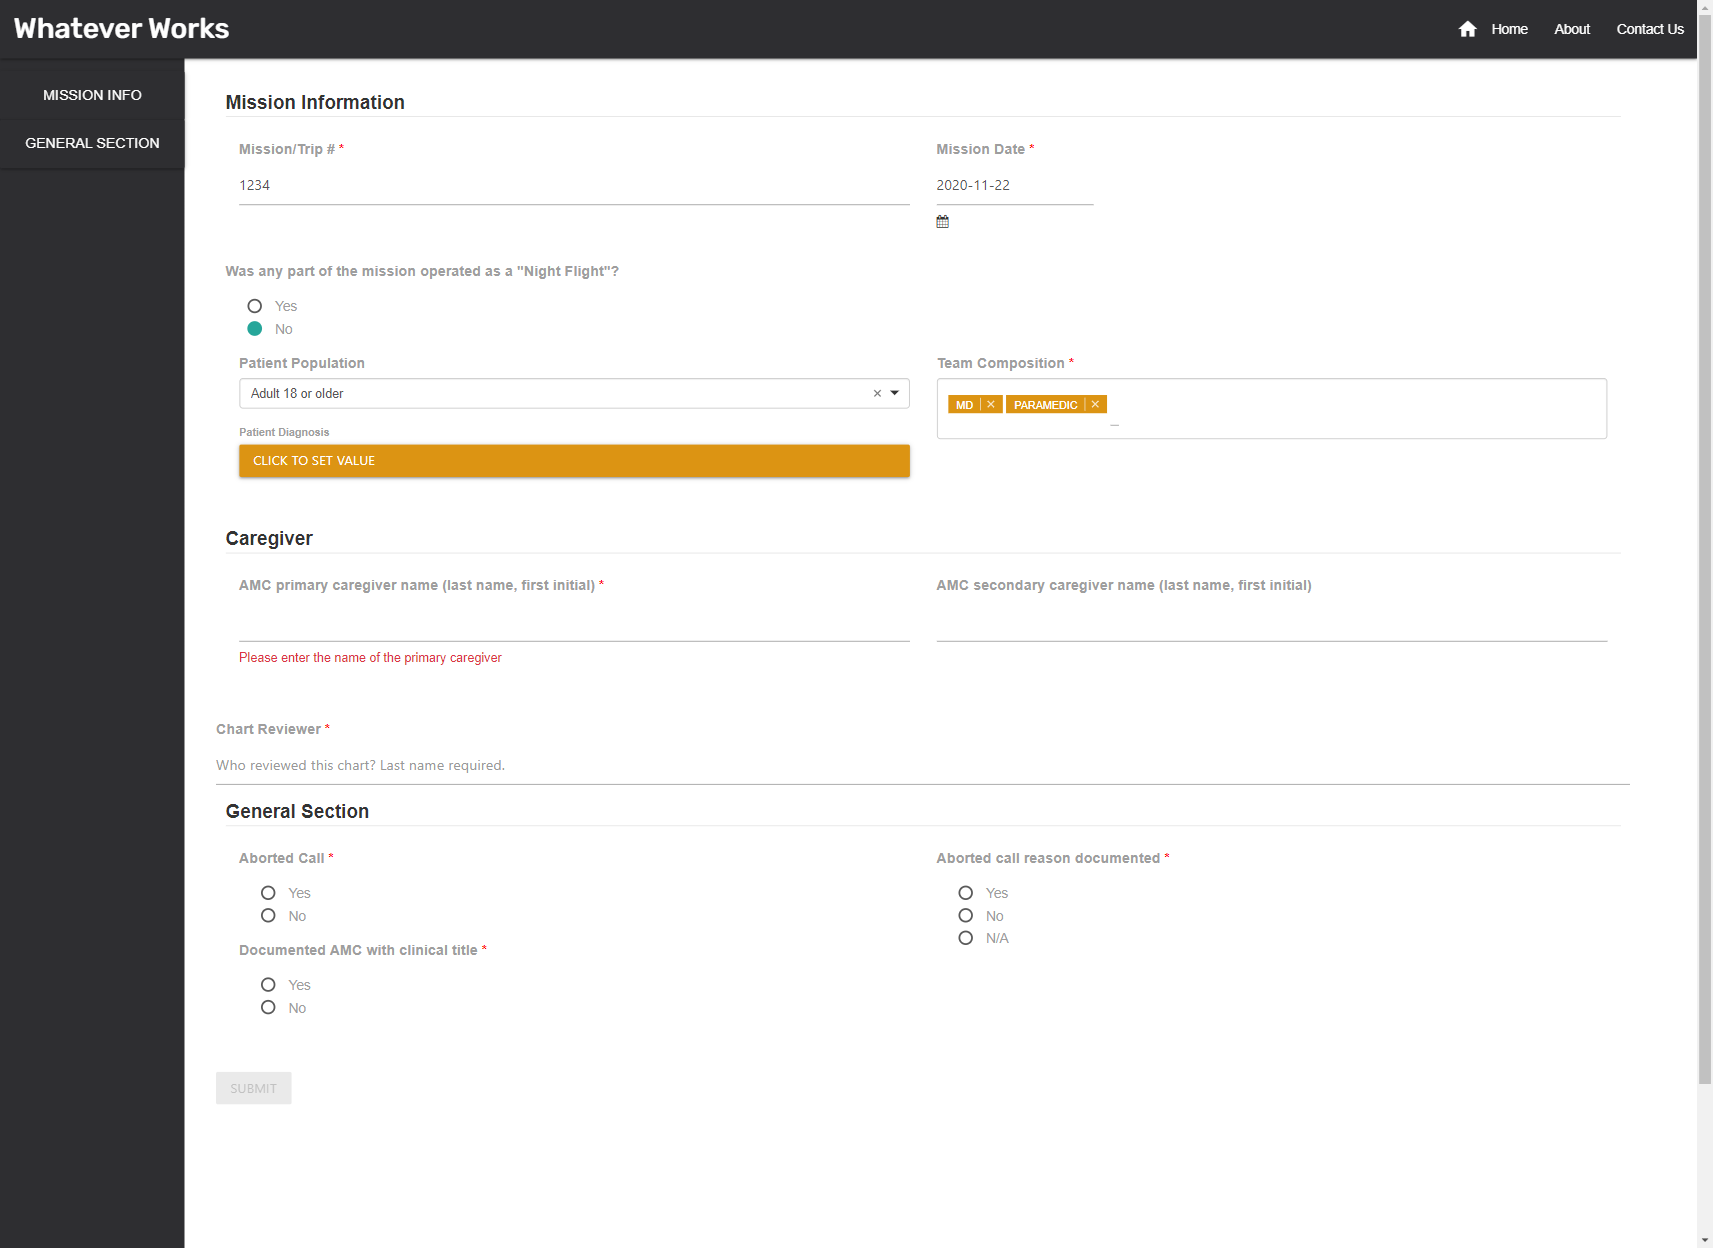 Whatever Works
Home About Contact Us
MISSION INFO
GENERAL SECTION
Mission Information
Mission/Trip # *
1234
Mission Date *
2020-11-22
Was any part of the mission operated as a "Night Flight"?
Yes
No
Patient Population
Adult 18 or older
Team Composition *
MD × PARAMEDIC ×
Patient Diagnosis
CLICK TO SET VALUE
Caregiver
AMC primary caregiver name (last name, first initial) *
Please enter the name of the primary caregiver
AMC secondary caregiver name (last name, first initial)
Chart Reviewer *
Who reviewed this chart? Last name required.
General Section
Aborted Call *
Yes
No
Aborted call reason documented *
Yes
No
N/A
Documented AMC with clinical title *
Yes
No
SUBMIT